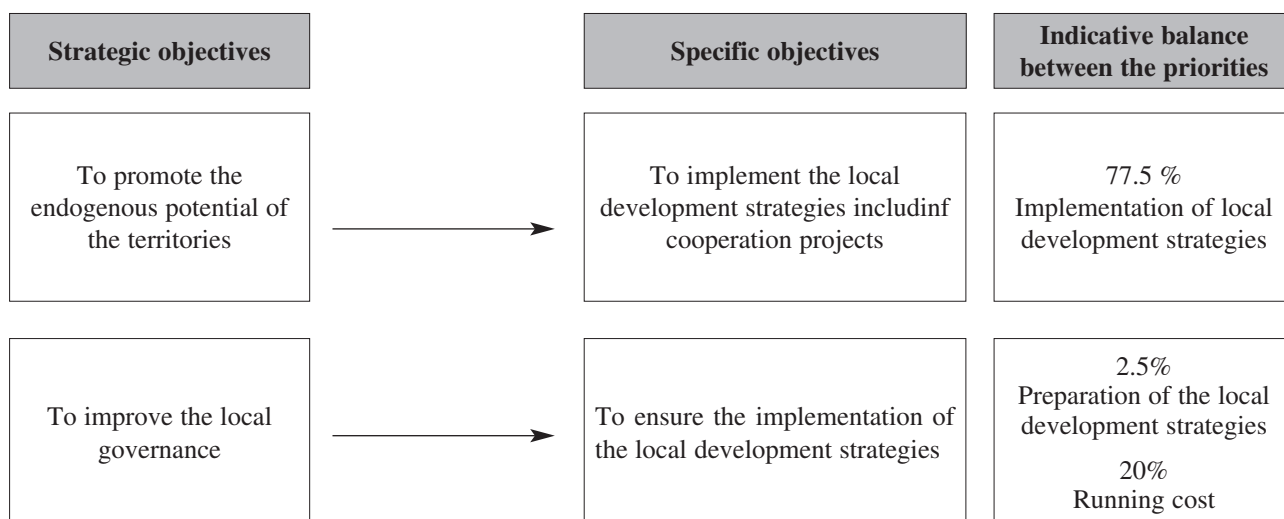 Strategic objectives
Specific objectives
Indicative balance
between the priorities
To promote the
endogenous potential of
the territories
To implement the local
development strategies includinf
cooperation projects
77.5 %
Implementation of local
development strategies
To improve the local
governance
To ensure the implementation of
the local development strategies
2.5%
Preparation of the local
development strategies
20%
Running cost